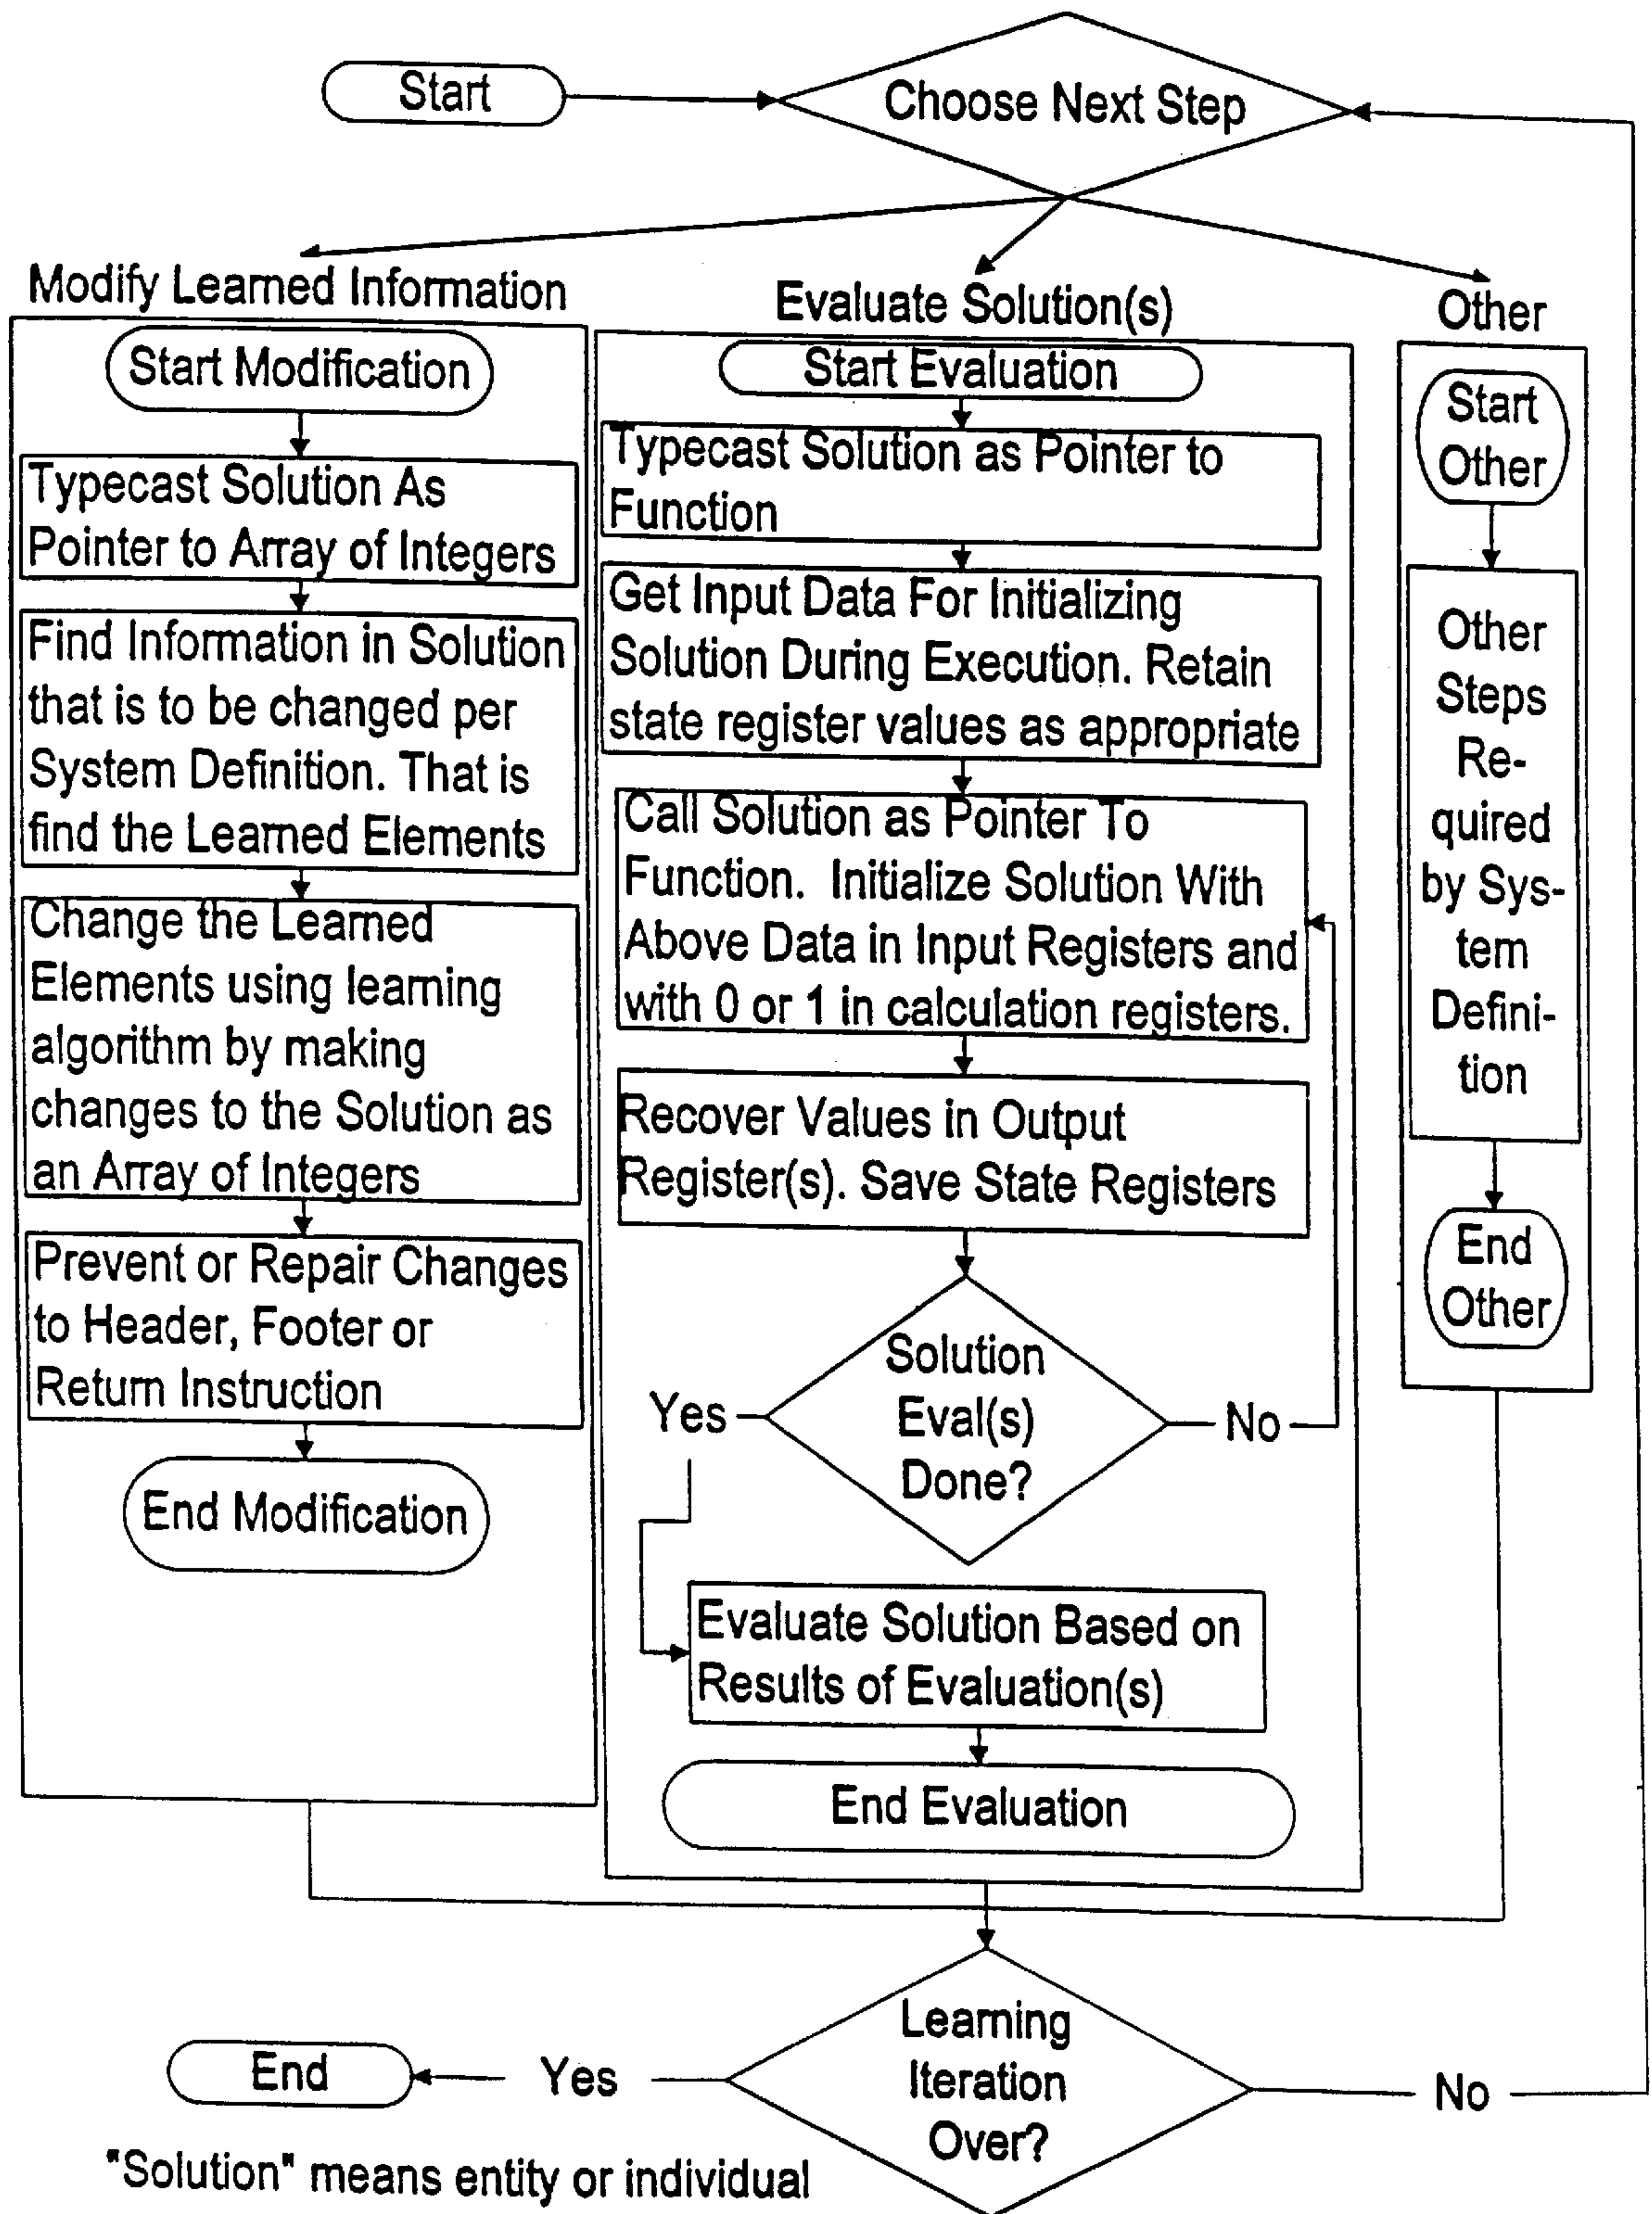 Start
Choose Next Step
Modify Learned Information
Evaluate Solution(s)
Other
Start Modification
Typecast Solution As
Pointer to Array of Integers
Find Information in Solution
that is to be changed per
System Definition. That is
find the Learned Elements
Change the Learned
Elements using learning
algorithm by making
changes to the Solution as
an Array of Integers
Prevent or Repair Changes
to Header, Footer or
Return Instruction
End Modification
Start Evaluation
Typecast Solution as Pointer to
Function
Get Input Data For Initializing
Solution During Execution. Retain
state register values as appropriate
Call Solution as Pointer To
Function. Initialize Solution With
Above Data in Input Registers and
with 0 or 1 in calculation registers.
Recover Values in Output
Register(s). Save State Registers
Solution
Eval(s)
Done?
Yes
No
Evaluate Solution Based on
Results of Evaluation(s)
End Evaluation
Start
Other
Other
Steps
Re-
quired
by Sys-
tem
Defini-
tion
End
Other
Learning
Iteration
Over?
Yes
No
End
"Solution" means entity or individual